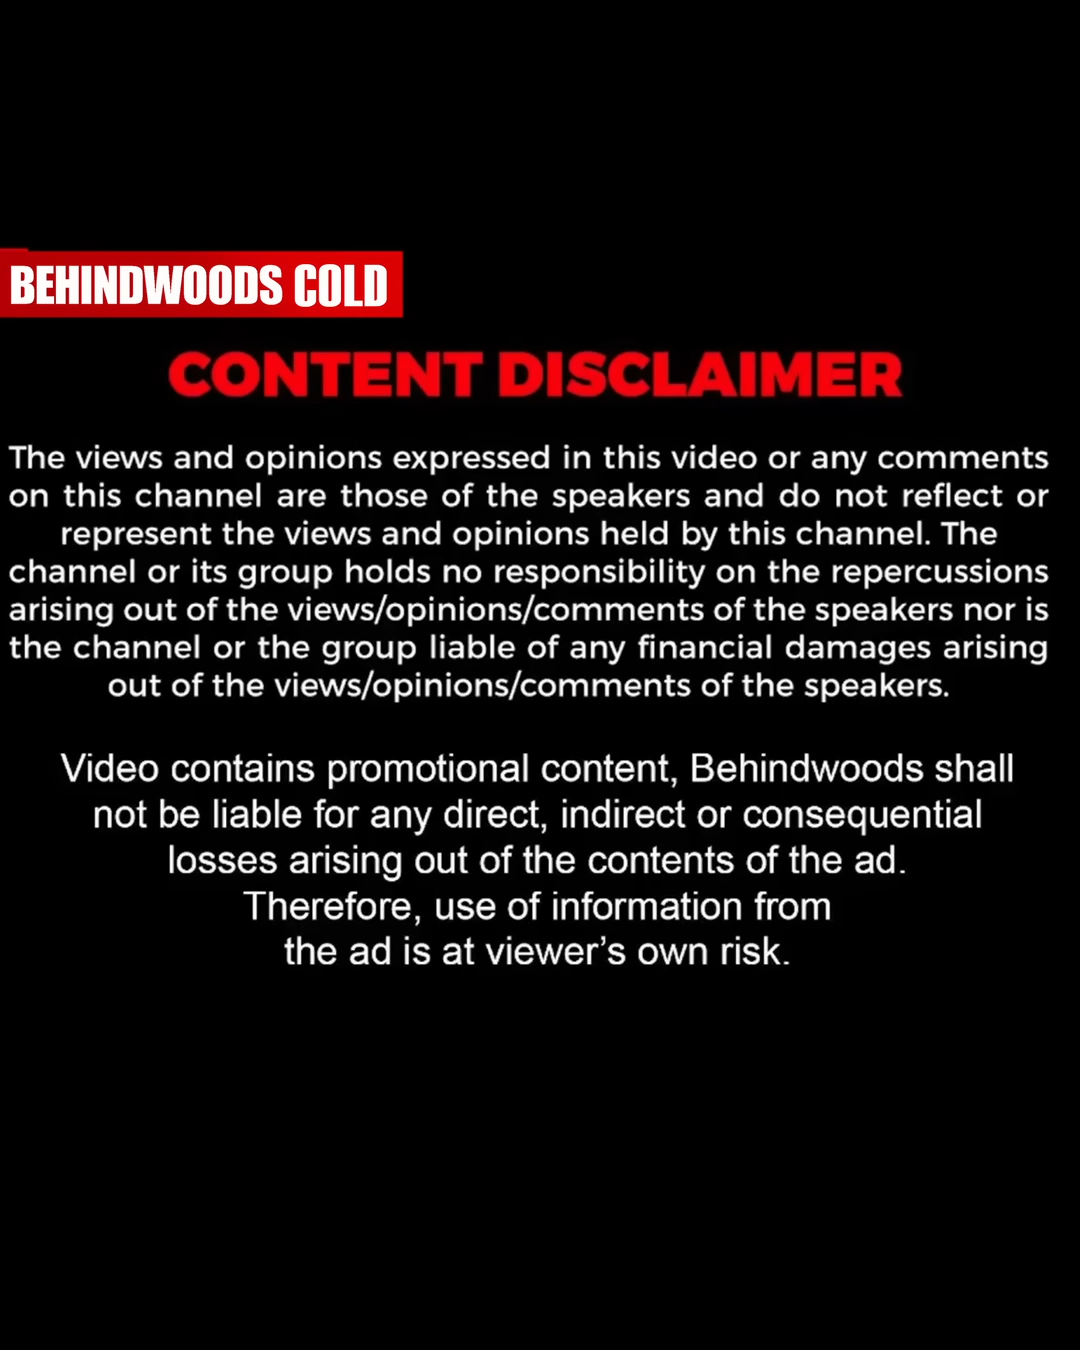 BEHINDWOODS COLD
CONTENT DISCLAIMER
The views and opinions expressed in this video or any comments
on this channel are those of the speakers and do not reflect or
represent the views and opinions held by this channel. The
channel or its group holds no responsibility on the repercussions
arising out of the views/opinions/comments of the speakers nor is
the channel or the group liable of any financial damages arising
out of the views/opinions/comments of the speakers.
Video contains promotional content, Behindwoods shall
not be liable for any direct, indirect or consequential
losses arising out of the contents of the ad.
Therefore, use of information from
the ad is at viewer’s own risk.